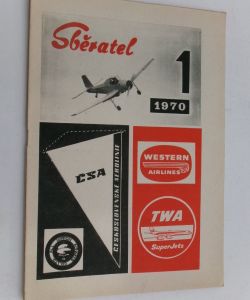 Sběratel
1
1970
ČSA
ČESKOSLOVENSKÉ AEROLINIE
WESTERN
AIRLINES
TWA
SuperJets